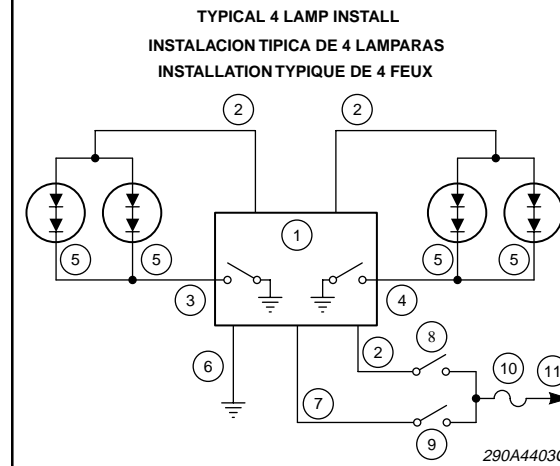 TYPICAL 4 LAMP INSTALL
INSTALACION TIPICA DE 4 LAMPARAS
INSTALLATION TYPIQUE DE 4 FEUX
2 2
1
5 5 5 5
3 4
6 2 8
7 10 11
9
290A4403C